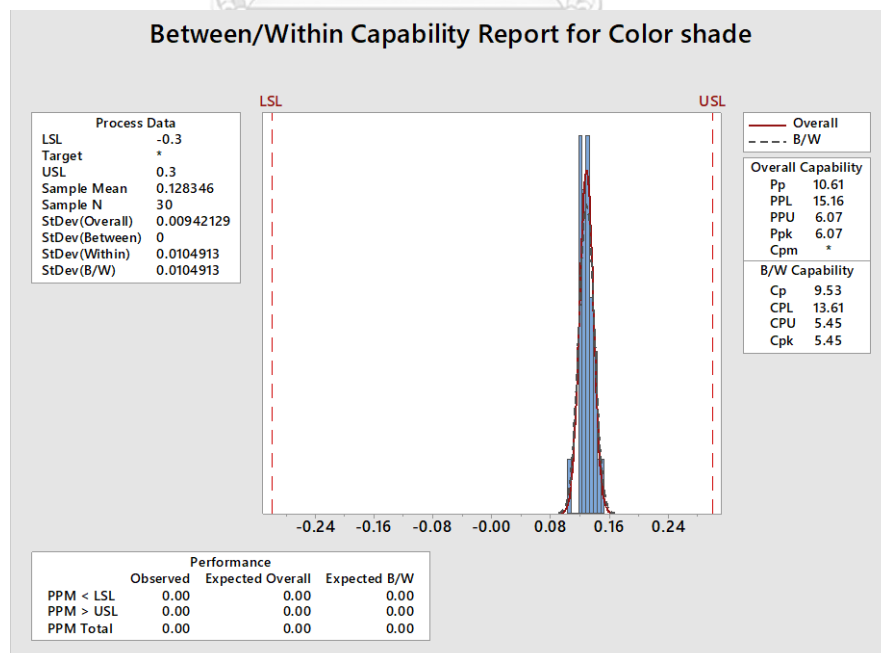 Between/Within Capability Report for Color shade
LSL USL
Process Data
LSL -0.3
Target *
USL 0.3
Sample Mean 0.128346
Sample N 30
StDev(Overall) 0.00942129
StDev(Between) 0
StDev(Within) 0.0104913
StDev(B/W) 0.0104913
Overall
B/W
Overall Capability
Pp 10.61
PPL 15.16
PPU 6.07
Ppk 6.07
Cpm *
B/W Capability
Cp 9.53
CPL 13.61
CPU 5.45
Cpk 5.45
-0.24 -0.16 -0.08 -0.00 0.08 0.16 0.24
Performance
Observed Expected Overall Expected B/W
PPM < LSL 0.00 0.00 0.00
PPM > USL 0.00 0.00 0.00
PPM Total 0.00 0.00 0.00